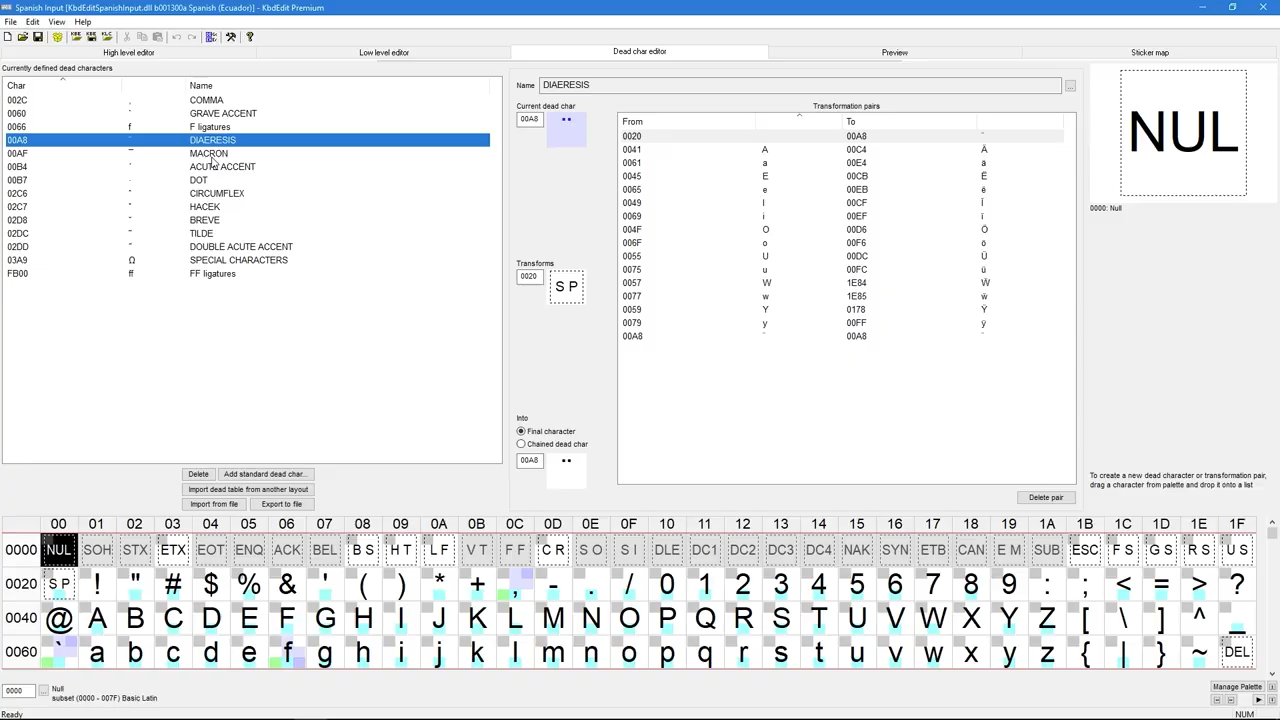 Spanish Input [KbdEditSpanishInput.dll b001300a Spanish (Ecuador)] - KbdEdit Premium
File Edit View Help
High level editor Low level editor Dead char editor Preview Sticker map
Currently defined dead characters
Char Name
002C , COMMA
0060 ` GRAVE ACCENT
0066 f F ligatures
00A8 ¨ DIAERESIS
00AF ¯ MACRON
00B4 ´ ACUTE ACCENT
00B7 · DOT
02C6 ˆ CIRCUMFLEX
02C7 ˇ HACEK
02D8 ˘ BREVE
02DC ˜ TILDE
02DD ˝ DOUBLE ACUTE ACCENT
03A9 Ω SPECIAL CHARACTERS
FB00 ff FF ligatures
Delete Add standard dead char...
Import dead table from another layout
Import from file Export to file
Name DIAERESIS ...
Current dead char
00A8 ¨
Transforms
0020 SP
Into
Final character
Chained dead char
00A8 ¨
Transformation pairs
From To
0020 00A8 ¨
0041 A 00C4 Ä
0061 a 00E4 ä
0045 E 00CB Ë
0065 e 00EB ë
0049 I 00CF Ï
0069 i 00EF ï
004F O 00D6 Ö
006F o 00F6 ö
0055 U 00DC Ü
0075 u 00FC ü
0057 W 1E84 Ẅ
0077 w 1E85 ẅ
0059 Y 0178 Ÿ
0079 y 00FF ÿ
00A8 ¨ 00A8 ¨
Delete pair
NUL
0000: Null
To create a new dead character or transformation pair,
drag a character from palette and drop it onto a list
00 01 02 03 04 05 06 07 08 09 0A 0B 0C 0D 0E 0F 10 11 12 13 14 15 16 17 18 19 1A 1B 1C 1D 1E 1F
0000 NUL SOH STX ETX EOT ENQ ACK BEL BS HT LF VT FF CR SO SI DLE DC1 DC2 DC3 DC4 NAK SYN ETB CAN EM SUB ESC FS GS RS US
0020 SP ! " # $ % & ' ( ) * + , - . / 0 1 2 3 4 5 6 7 8 9 : ; < = > ?
0040 @ A B C D E F G H I J K L M N O P Q R S T U V W X Y Z [ \ ] ^ _
0060 ` a b c d e f g h i j k l m n o p q r s t u v w x y z { | } ~ DEL
0000 ... Null
subset (0000 - 007F) Basic Latin
Manage Palette
Ready NUM